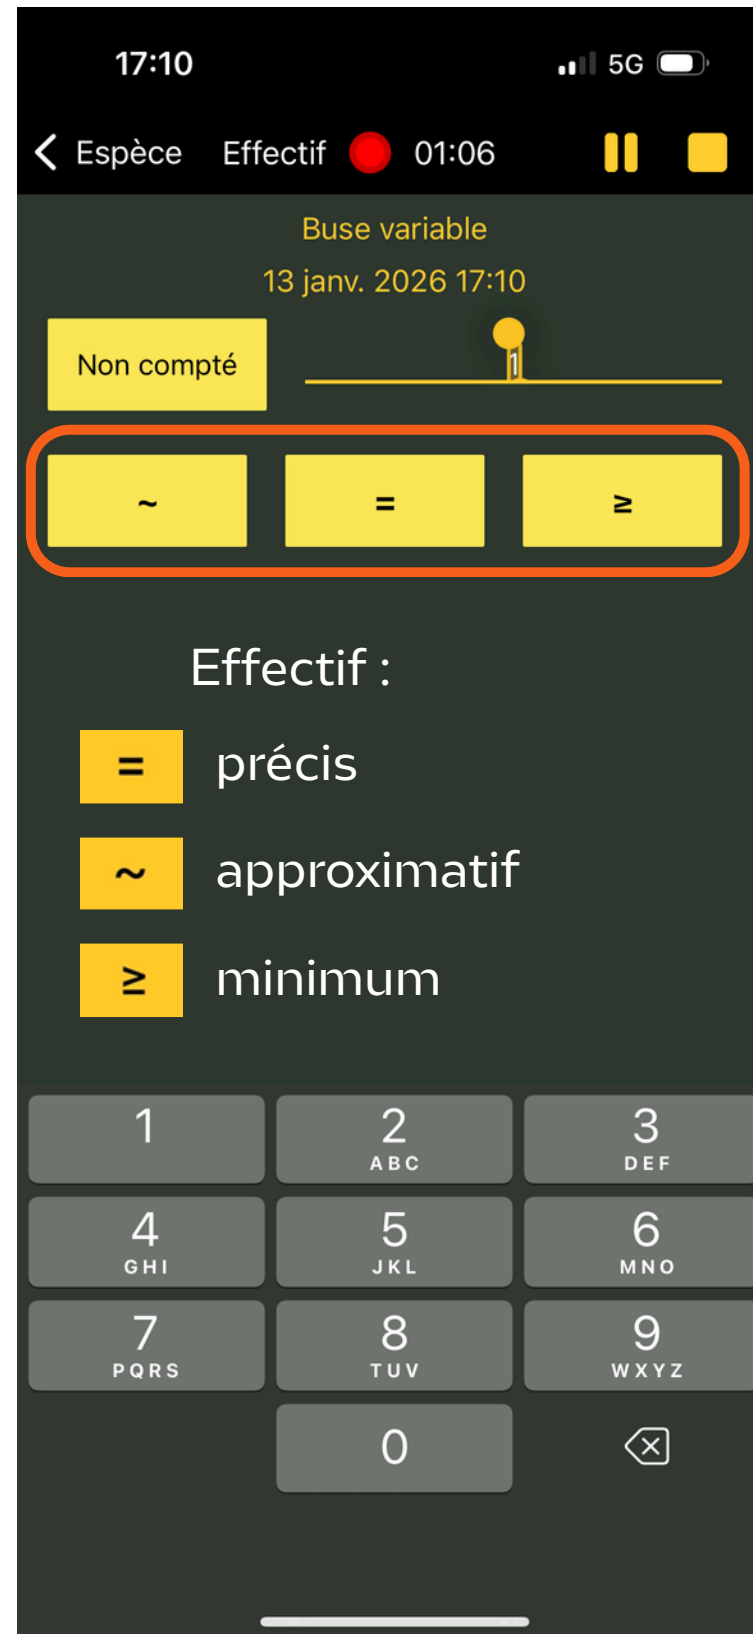 17:10 5G
Espèce Effectif 01:06
Buse variable
13 janv. 2026 17:10
Non compté 1
~ = ≥
Effectif :
= précis
~ approximatif
≥ minimum
1 2 3
ABC DEF
4 5 6
GHI JKL MNO
7 8 9
PQRS TUV WXYZ
0